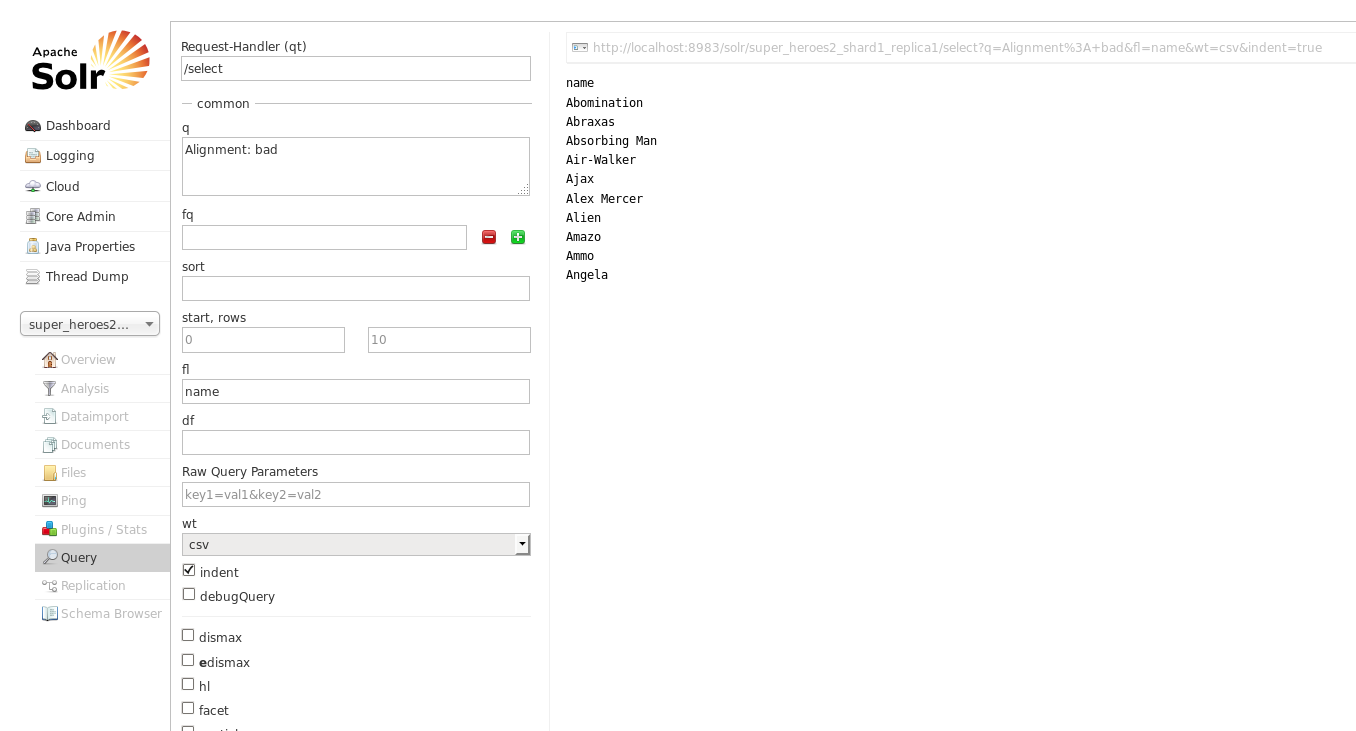 Apache
Solr
Dashboard
Logging
Cloud
Core Admin
Java Properties
Thread Dump
super_heroes2...
Overview
Analysis
Dataimport
Documents
Files
Ping
Plugins / Stats
Query
Replication
Schema Browser
Request-Handler (qt)
/select
common
q
Alignment: bad
fq
sort
start, rows
0 10
fl
name
df
Raw Query Parameters
key1=val1&key2=val2
wt
csv
indent
debugQuery
dismax
edismax
hl
facet
http://localhost:8983/solr/super_heroes2_shard1_replica1/select?q=Alignment%3A+bad&fl=name&wt=csv&indent=true
name
Abomination
Abraxas
Absorbing Man
Air-Walker
Ajax
Alex Mercer
Alien
Amazo
Ammo
Angela